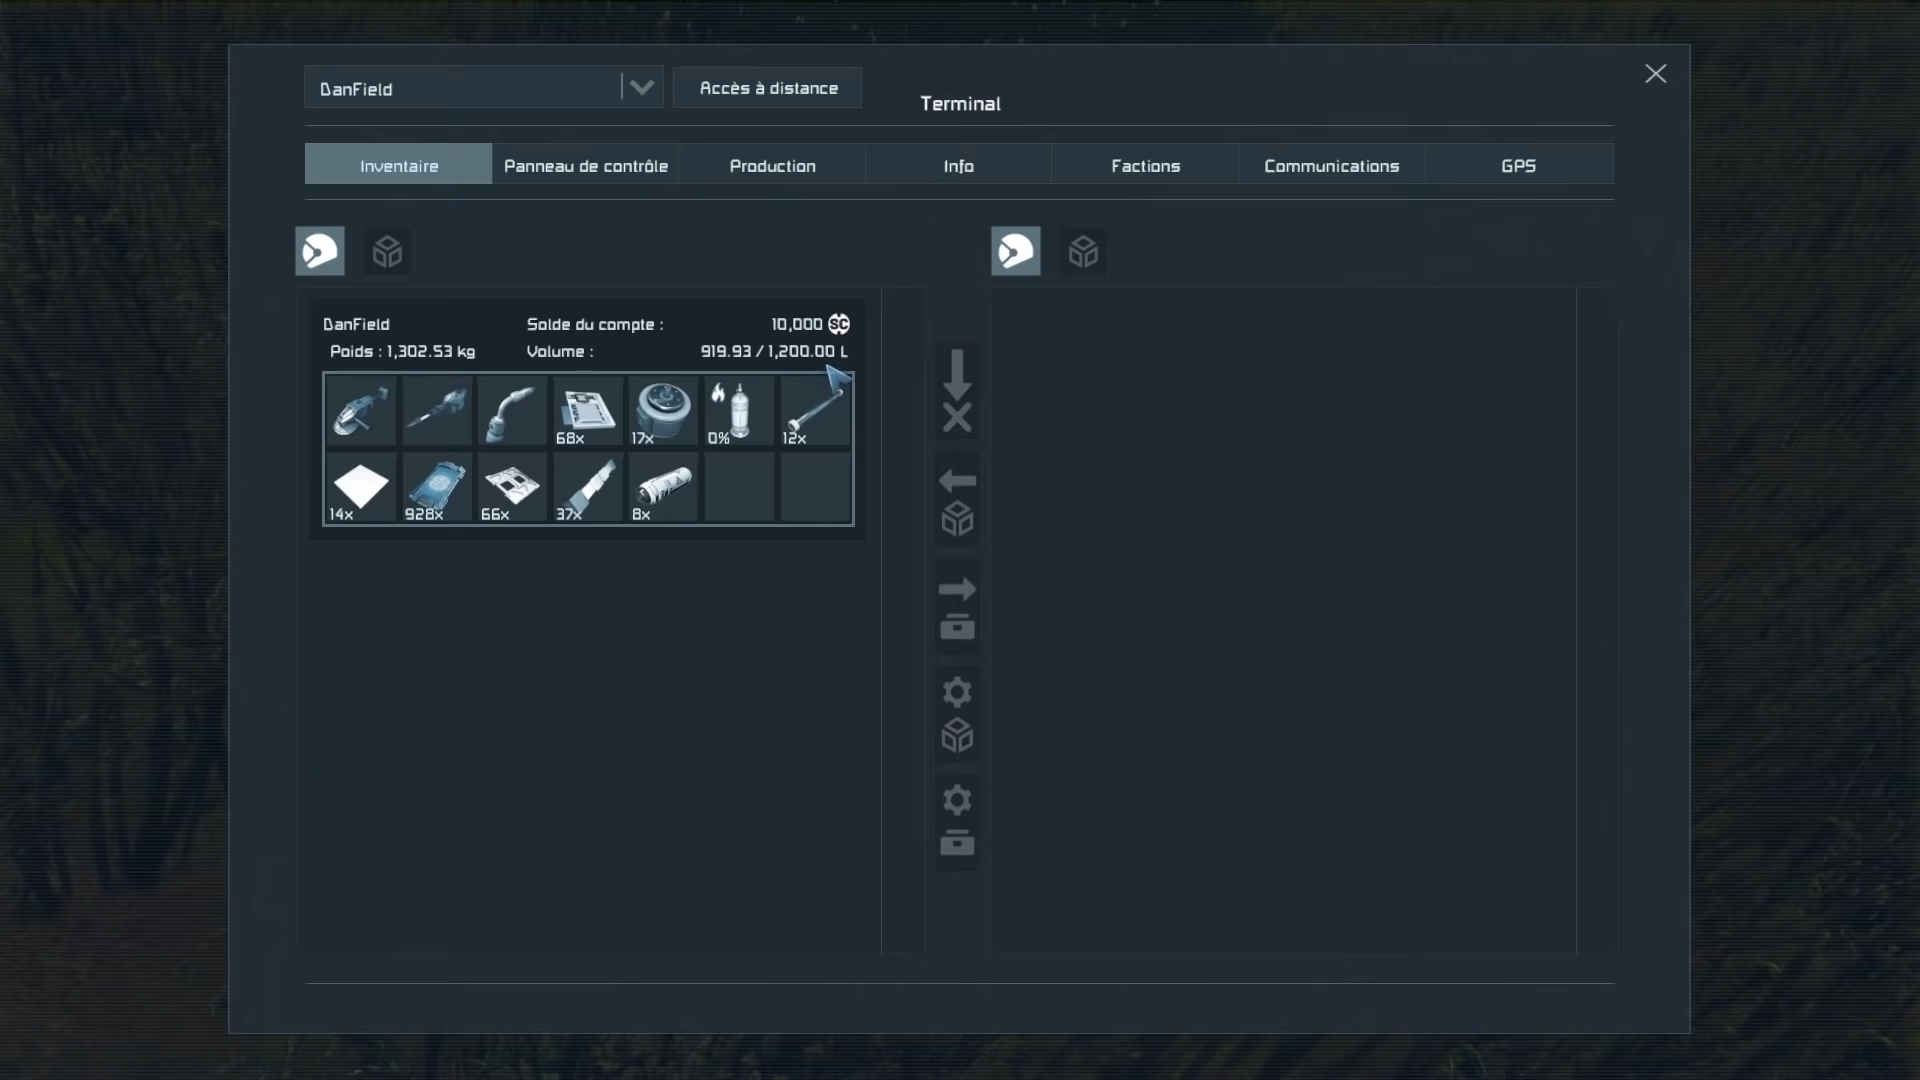 DanField
Accès à distance
Terminal
Inventaire
Panneau de contrôle
Production
Info
Factions
Communications
GPS
DanField
Solde du compte :
10,000 SC
Poids : 1,302.53 kg
Volume :
919.93 / 1,200.00 L
68x
17x
0%
12x
14x
928x
66x
37x
8x